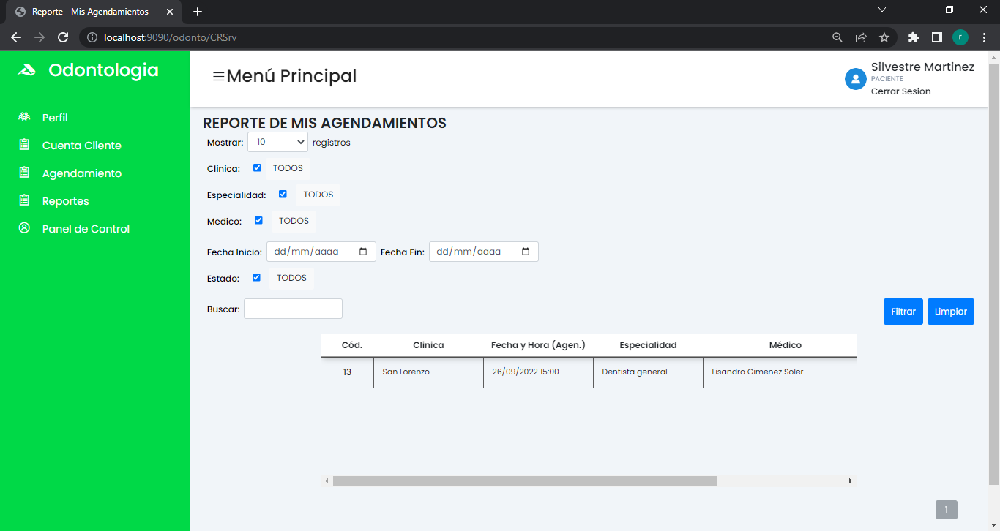 Reporte - Mis Agendamientos
localhost:9090/odonto/CRSrv
r
Odontologia
Perfil
Cuenta Cliente
Agendamiento
Reportes
Panel de Control
Menú Principal
Silvestre Martinez
PACIENTE
Cerrar Sesion
REPORTE DE MIS AGENDAMIENTOS
Mostrar: 10 registros
Clinica: TODOS
Especialidad: TODOS
Medico: TODOS
Fecha Inicio: dd/mm/aaaa Fecha Fin: dd/mm/aaaa
Estado: TODOS
Buscar:
Filtrar Limpiar
Cód. Clinica Fecha y Hora (Agen.) Especialidad Médico
13 San Lorenzo 26/09/2022 15:00 Dentista general. Lisandro Gimenez Soler
1